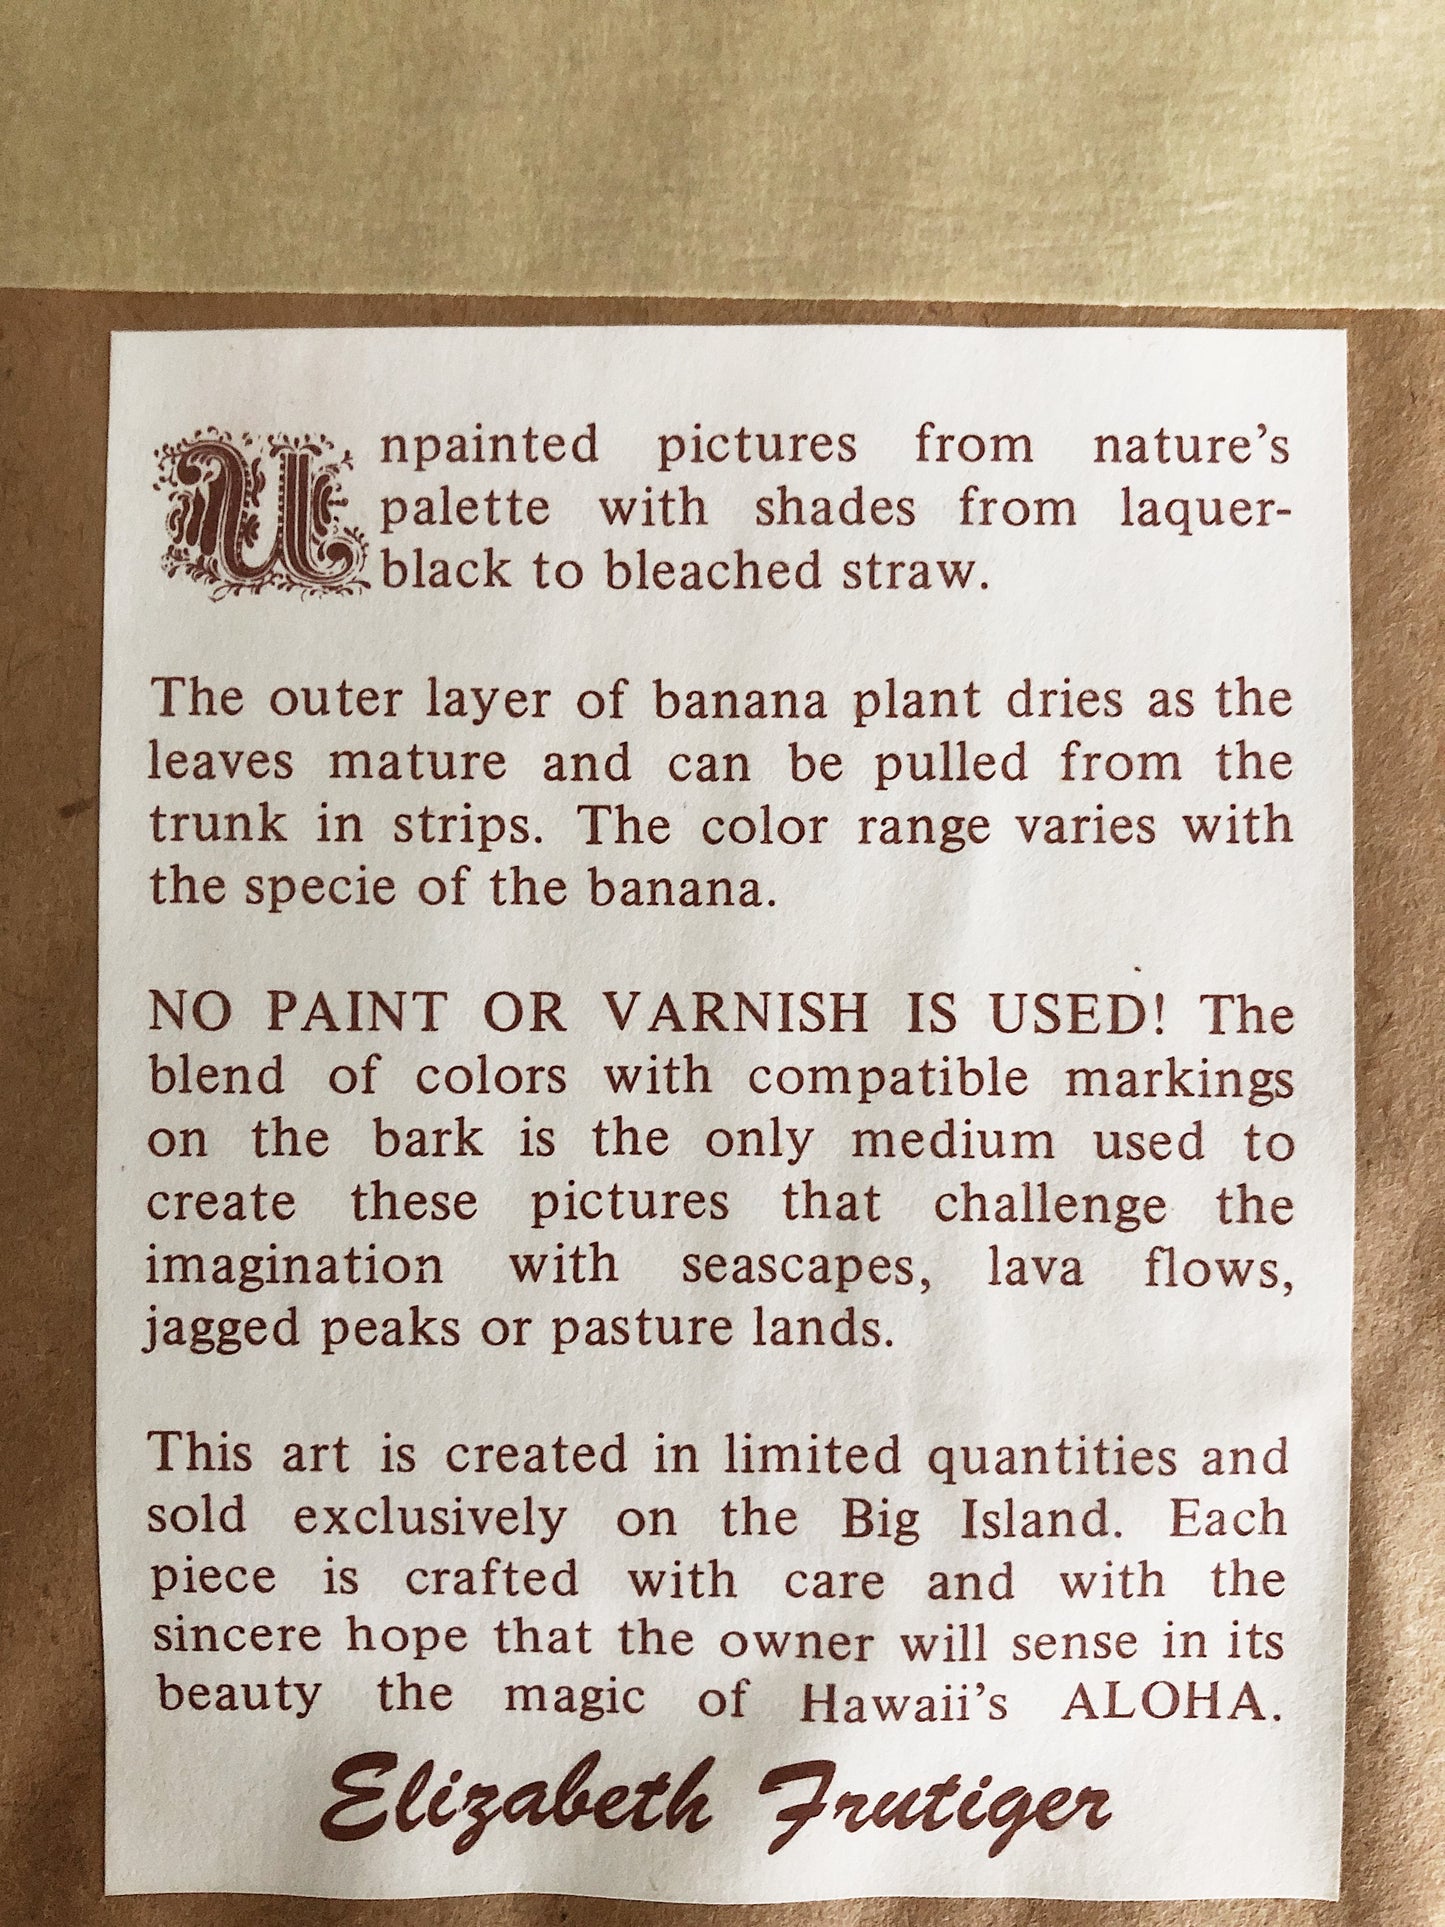 Unpainted pictures from nature's
palette with shades from laquer-
black to bleached straw.
The outer layer of banana plant dries as the
leaves mature and can be pulled from the
trunk in strips. The color range varies with
the specie of the banana.
NO PAINT OR VARNISH IS USED! The
blend of colors with compatible markings
on the bark is the only medium used to
create these pictures that challenge the
imagination with seascapes, lava flows,
jagged peaks or pasture lands.
This art is created in limited quantities and
sold exclusively on the Big Island. Each
piece is crafted with care and with the
sincere hope that the owner will sense in its
beauty the magic of Hawaii's ALOHA.
Elizabeth Frutiger